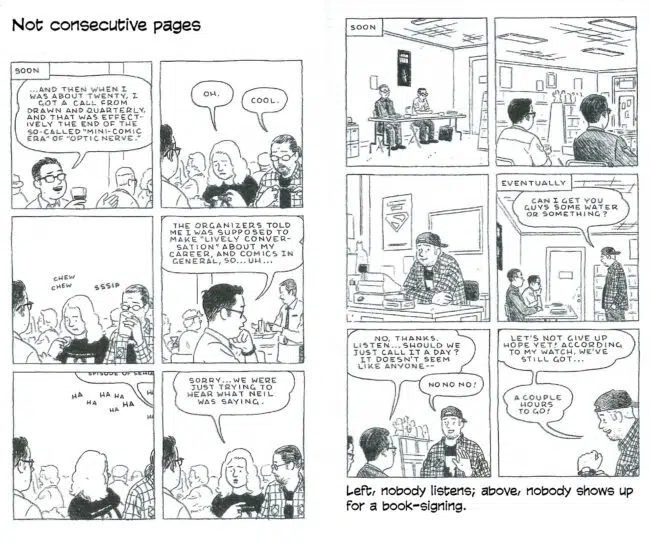 Not consecutive pages
SOON
...AND THEN WHEN I
WAS ABOUT TWENTY, I
GOT A CALL FROM
DRAWN AND QUARTERLY,
AND THAT WAS EFFECT-
IVELY THE END OF THE
SO-CALLED "MINI-COMIC
ERA" OF "OPTIC NERVE."
OH.
COOL.
CHEW
CHEW
SSSIP
THE ORGANIZERS TOLD
ME I WAS SUPPOSED TO
MAKE "LIVELY CONVER-
SATION" ABOUT MY
CAREER, AND COMICS IN
GENERAL, SO...UH...
HA HA HA
HA HA
HA
SORRY...WE WERE
JUST TRYING TO
HEAR WHAT NEIL
WAS SAYING.
SOON
EVENTUALLY
CAN I GET YOU
GUYS SOME WATER
OR SOMETHING?
NO, THANKS.
LISTEN...SHOULD WE
JUST CALL IT A DAY?
IT DOESN'T SEEM
LIKE ANYONE--
NO NO NO!
LET'S NOT GIVE UP
HOPE YET! ACCORDING
TO MY WATCH, WE'VE
STILL GOT...
A COUPLE
HOURS
TO GO!
Left, nobody listens; above, nobody shows up
for a book-signing.